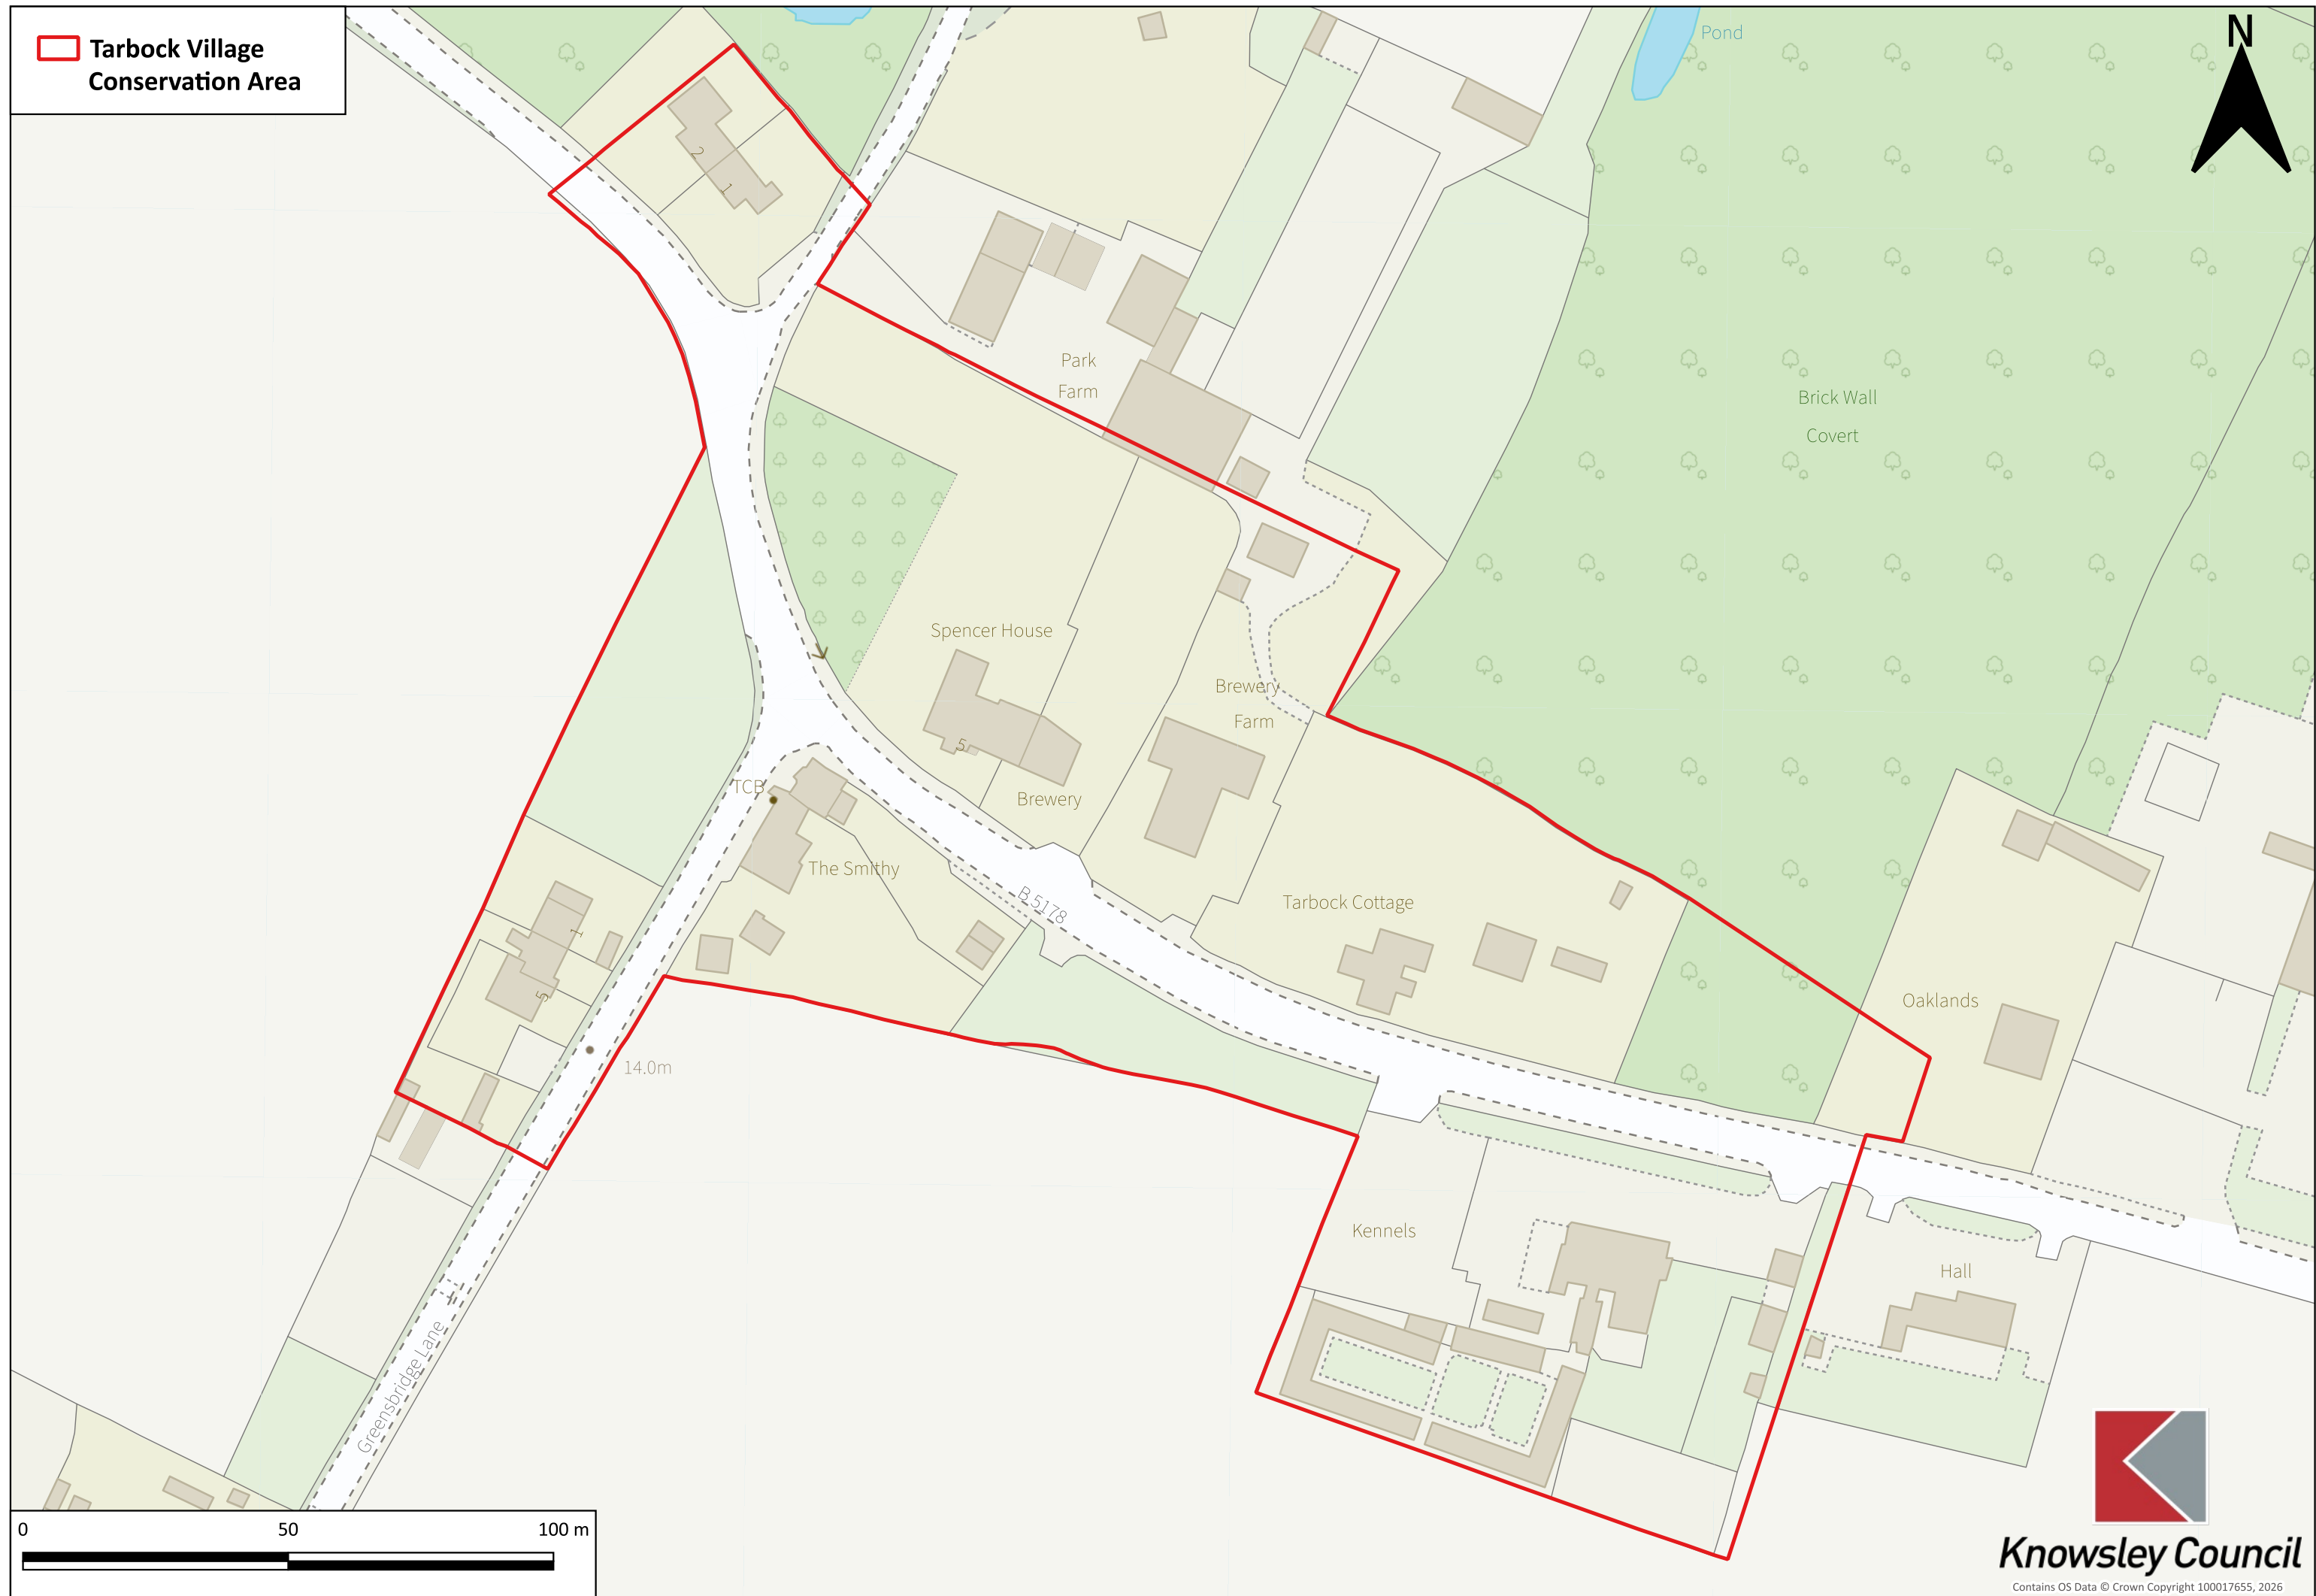 Tarbock Village
Conservation Area
N
Pond
2
1
Park
Farm
Brick Wall
Covert
Spencer House
Brewery
Farm
5
TCB
Brewery
The Smithy
B 5178
Tarbock Cottage
1
5
Oaklands
14.0m
Kennels
Hall
Greensbridge Lane
0 50 100 m
Knowsley Council
Contains OS Data © Crown Copyright 100017655, 2026